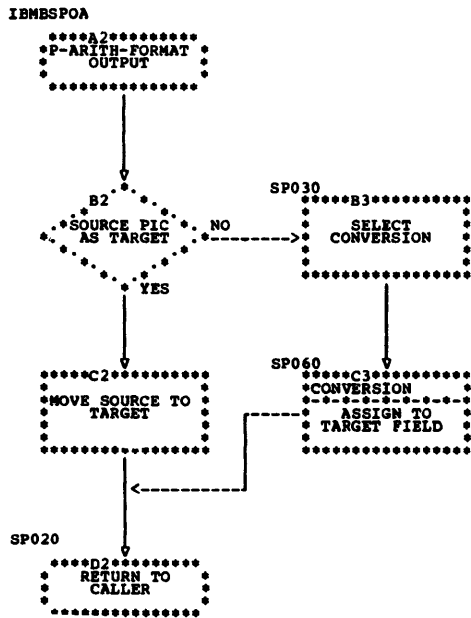 IBMBSPOA
A2
P-ARITH-FORMAT
OUTPUT
B2
SOURCE PIC
AS TARGET
NO
YES
SP030
B3
SELECT
CONVERSION
C2
MOVE SOURCE TO
TARGET
SP060
C3
CONVERSION
ASSIGN TO
TARGET FIELD
SP020
D2
RETURN TO
CALLER